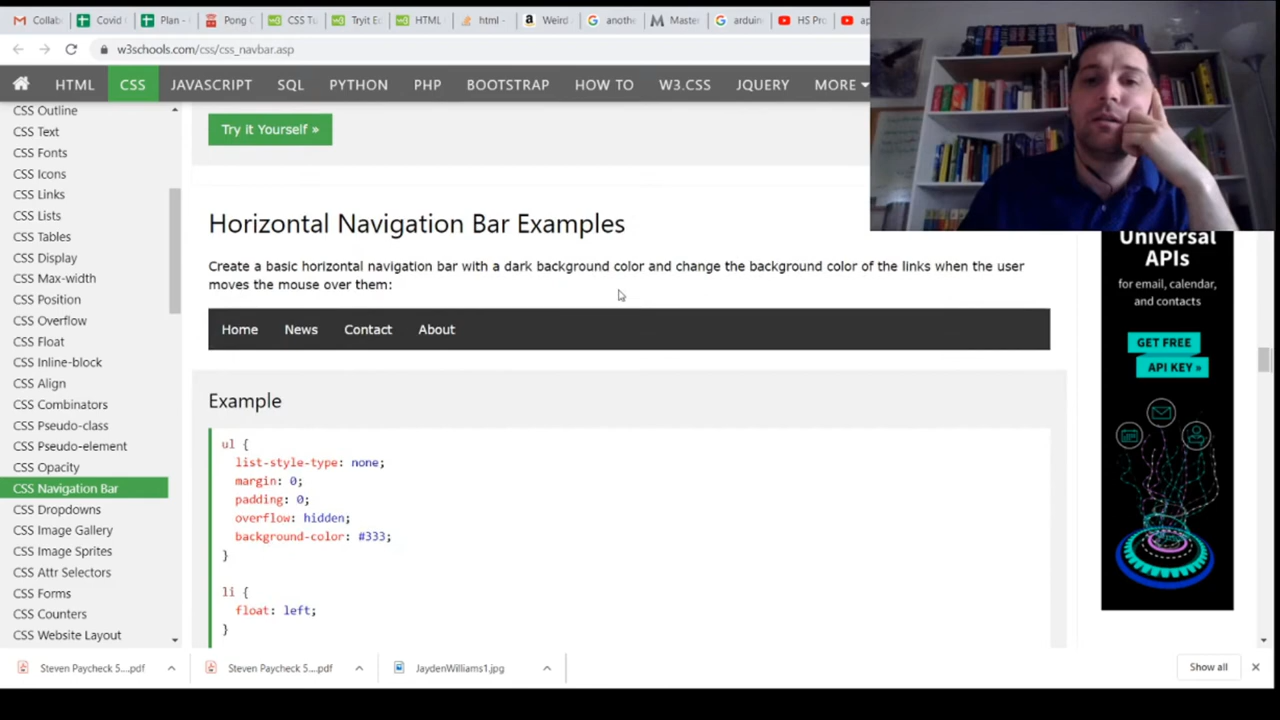 Collab
Covid
Plan -
Pong C
CSS Tu
Tryit E
HTML
html -
Weird
anothe
Master
arduin
HS Pro
ap
w3schools.com/css/css_navbar.asp
HTML
CSS
JAVASCRIPT
SQL
PYTHON
PHP
BOOTSTRAP
HOW TO
W3.CSS
JQUERY
MORE
CSS Outline
CSS Text
CSS Fonts
CSS Icons
CSS Links
CSS Lists
CSS Tables
CSS Display
CSS Max-width
CSS Position
CSS Overflow
CSS Float
CSS Inline-block
CSS Align
CSS Combinators
CSS Pseudo-class
CSS Pseudo-element
CSS Opacity
CSS Navigation Bar
CSS Dropdowns
CSS Image Gallery
CSS Image Sprites
CSS Attr Selectors
CSS Forms
CSS Counters
CSS Website Layout
Try it Yourself »
Horizontal Navigation Bar Examples
Create a basic horizontal navigation bar with a dark background color and change the background color of the links when the user
moves the mouse over them:
Home
News
Contact
About
Example
ul {
list-style-type: none;
margin: 0;
padding: 0;
overflow: hidden;
background-color: #333;
}
li {
float: left;
}
Universal
APIs
for email, calendar,
and contacts
GET FREE
API KEY »
Steven Paycheck 5....pdf
Steven Paycheck 5....pdf
JaydenWilliams1.jpg
Show all